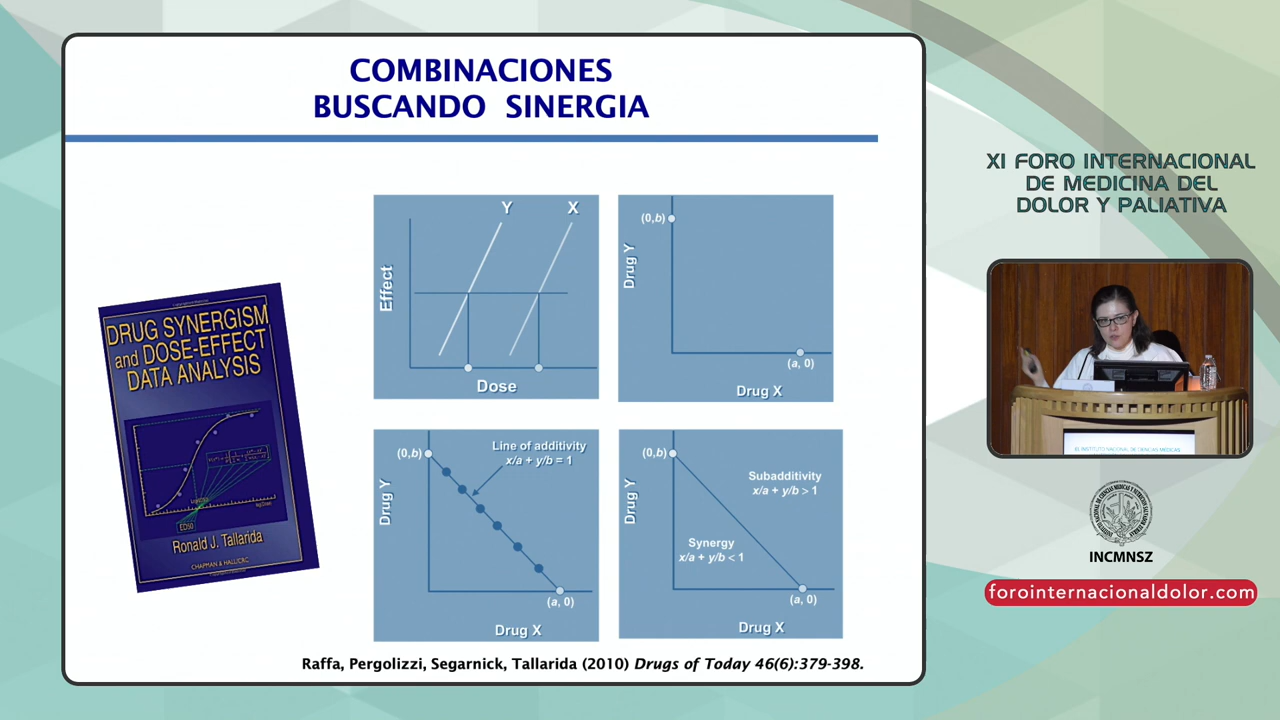 COMBINACIONES
BUSCANDO SINERGIA
DRUG SYNERGISM
and DOSE-EFFECT
DATA ANALYSIS
ED50
Ronald J. Tallarida
CHAPMAN & HALL/CRC
Y
X
Effect
Dose
(0,b)
Drug Y
(a, 0)
Drug X
(0,b)
Line of additivity
x/a + y/b = 1
Drug Y
(a, 0)
Drug X
(0,b)
Subadditivity
x/a + y/b > 1
Drug Y
Synergy
x/a + y/b < 1
(a, 0)
Drug X
Raffa, Pergolizzi, Segarnick, Tallarida (2010) Drugs of Today 46(6):379-398.
XI FORO INTERNACIONAL
DE MEDICINA DEL
DOLOR Y PALIATIVA
INCMNSZ
forointernacionaldolor.com